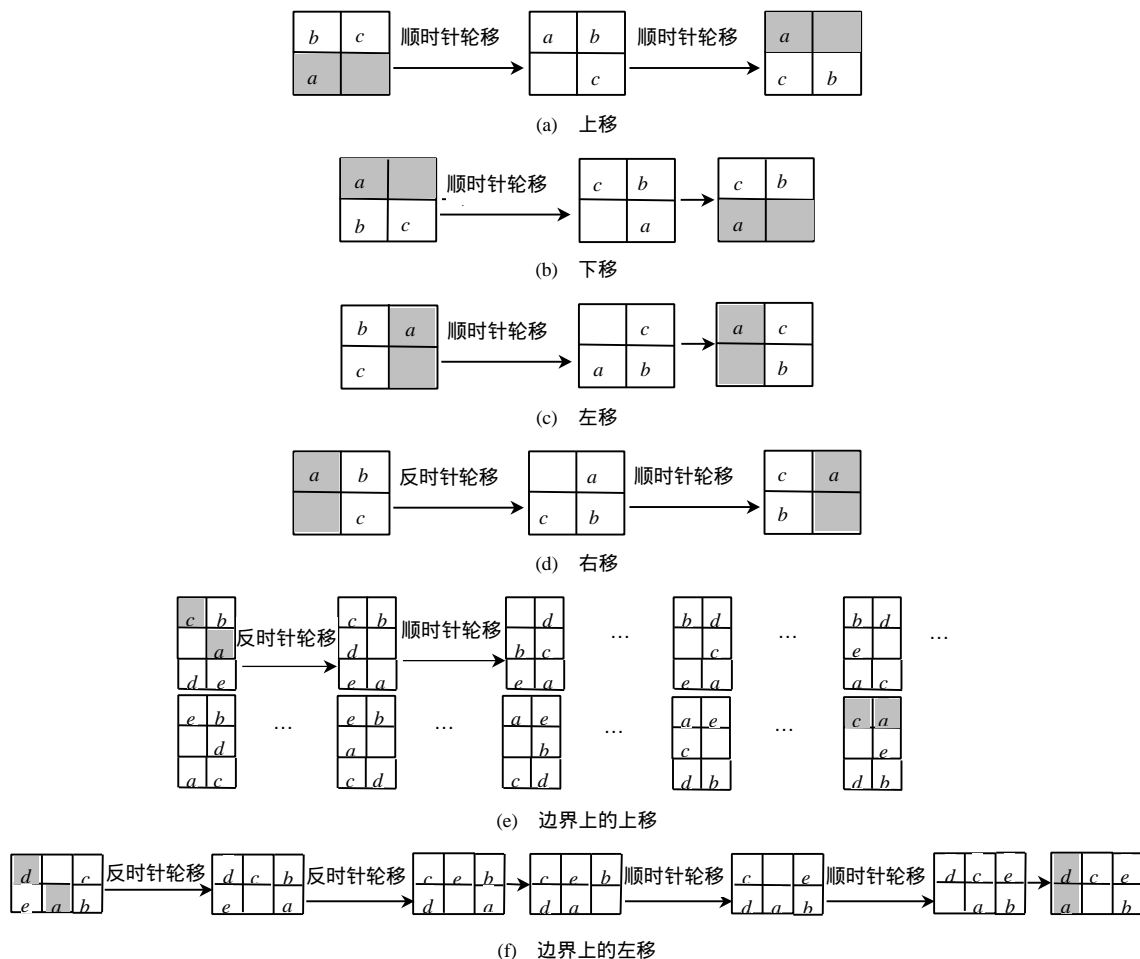 b c 顺时针轮移 a b 顺时针轮移 a
a c c b
(a) 上移
a 顺时针轮移 c b c b
b c a a
(b) 下移
b a 顺时针轮移 c a c
c a b b
(c) 左移
a b 反时针轮移 a 顺时针轮移 c a
c c b b
(d) 右移
c b 反时针轮移 c b 顺时针轮移 d … b d … b d …
a d b c c e
d e e a e a e a a c
e b … e b … a e … a e … c a
d a b c e
a c c d c d d b d b
(e) 边界上的上移
d c 反时针轮移 d c b 反时针轮移 c e b c e b 顺时针轮移 c e 顺时针轮移 d c e d c e
e a b e a d a d a d a b a b a b
(f) 边界上的左移